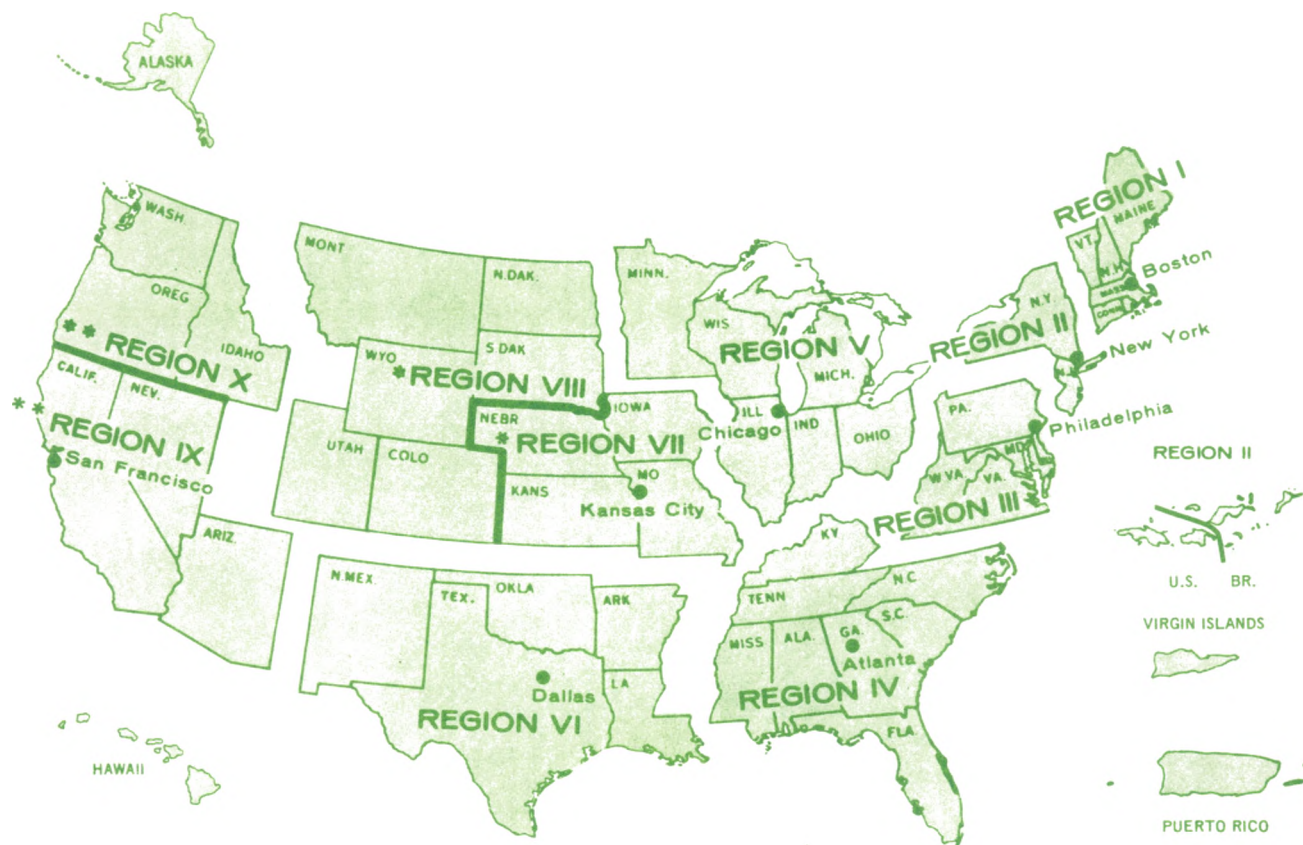 ALASKA
REGION I
MAINE
WASH.
VT.
MONT
N.H.
Boston
N.DAK.
MINN.
MASS
OREG
N.Y.
CONN
WIS
REGION II
** REGION X
IDAHO
S.DAK
REGION V
New York
WYO
*REGION VIII
MICH.
N.J.
CALIF.
NEV.
** REGION IX
NEBR
IOWA
ILL
IND
OHIO
PA.
Chicago
Philadelphia
* REGION VII
UTAH
COLO
San Francisco
MD.
REGION II
W VA.
VA.
MO
KANS
Kansas City
REGION III
ARIZ.
KY
N.MEX.
OKLA
TEX.
ARK
TENN
N.C
U.S. BR.
S.C.
VIRGIN ISLANDS
MISS
ALA.
GA.
Atlanta
LA
Dallas
REGION IV
REGION VI
FLA
HAWAII
PUERTO RICO